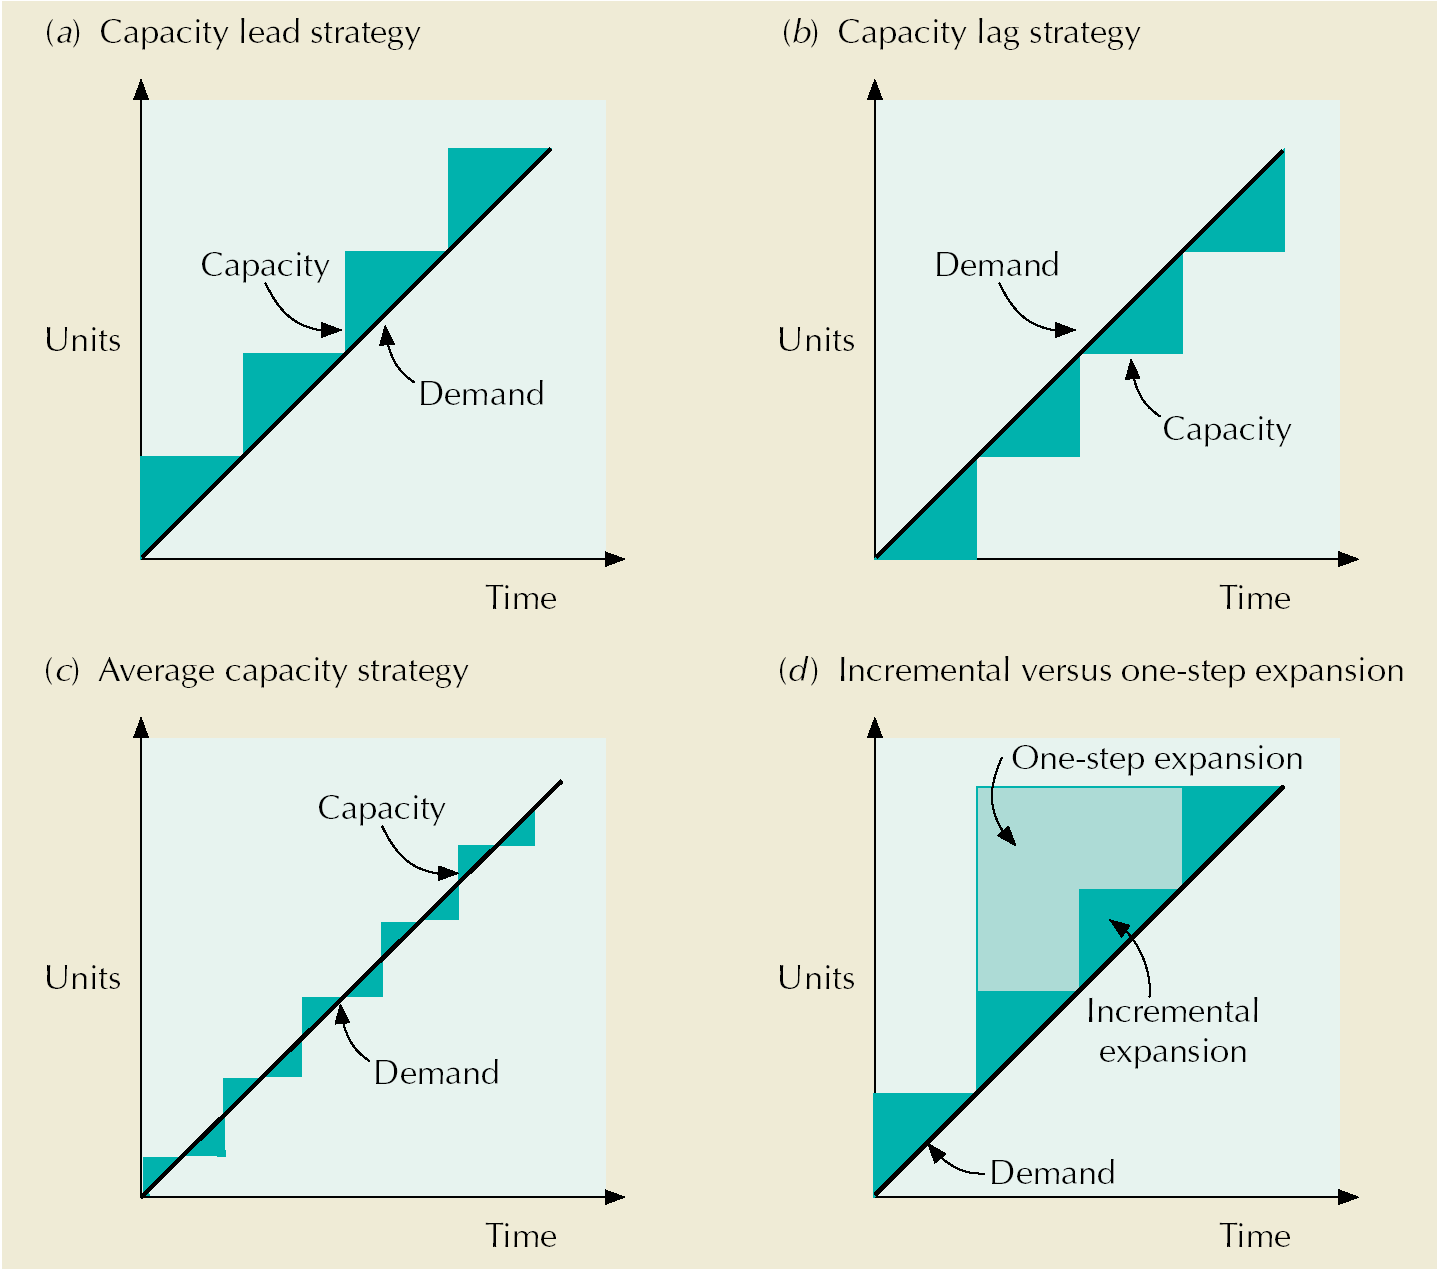 (a) Capacity lead strategy
Capacity
Units
Demand
Time
(b) Capacity lag strategy
Demand
Units
Capacity
Time
(c) Average capacity strategy
Capacity
Units
Demand
Time
(d) Incremental versus one-step expansion
One-step expansion
Units
Incremental
expansion
Demand
Time